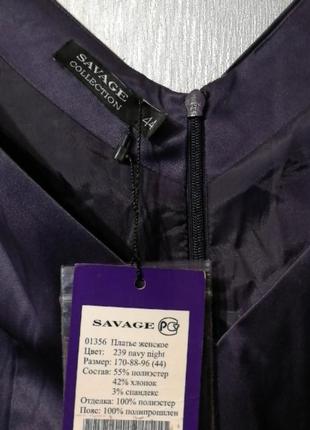 SAVAGE
COLLECTION
44
SAVAGE РСТ
01356 Платье женское
Цвет: 239 navy night
Размер: 170-88-96 (44)
Состав: 55% полиэстер
42% хлопок
3% спандекс
Отделка: 100% полиэстер
Пояс: 100% полипропилен